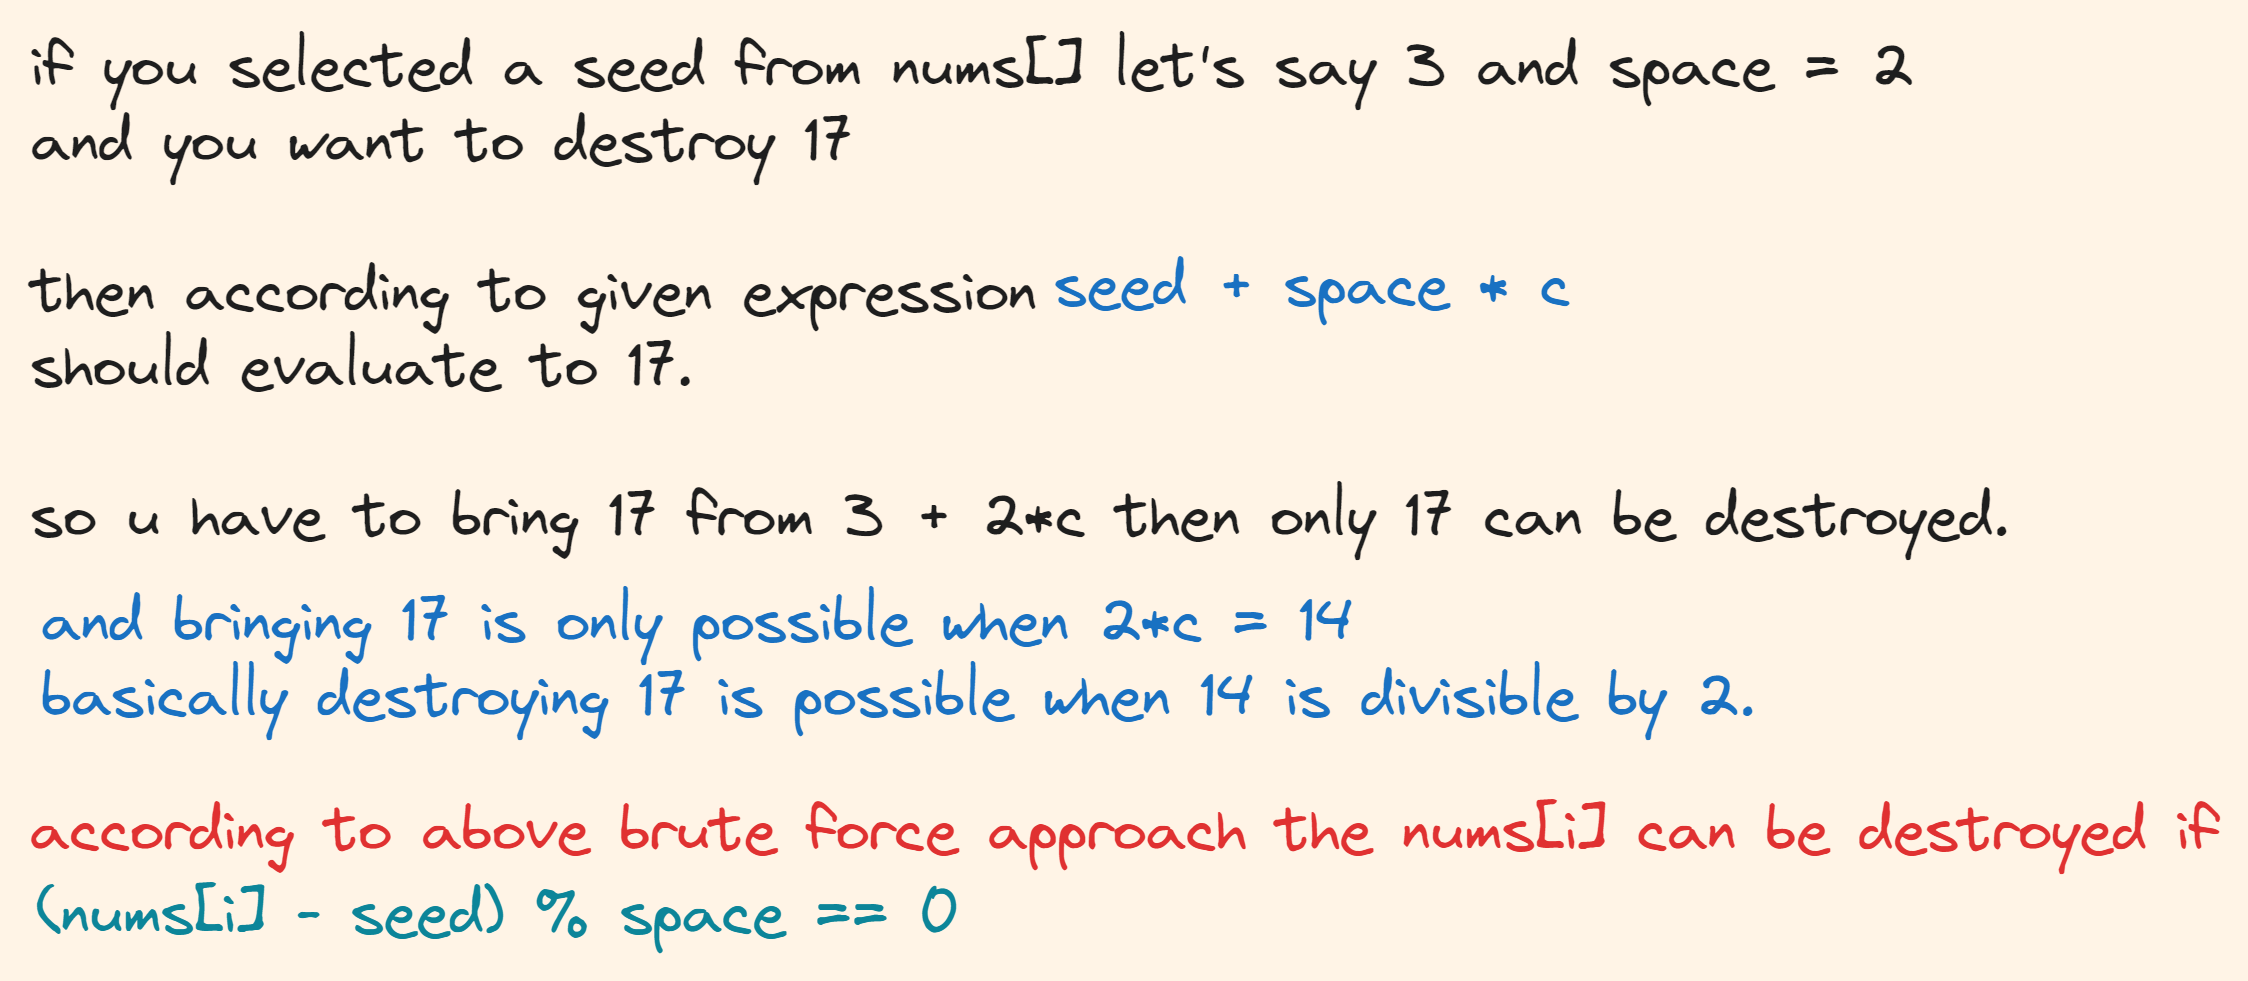 if you selected a seed from nums[] let's say 3 and space = 2
and you want to destroy 17
then according to given expression seed + space * c
should evaluate to 17.
so u have to bring 17 from 3 + 2*c then only 17 can be destroyed.
and bringing 17 is only possible when 2*c = 14
basically destroying 17 is possible when 14 is divisible by 2.
according to above brute force approach the nums[i] can be destroyed if
(nums[i] - seed) % space == 0